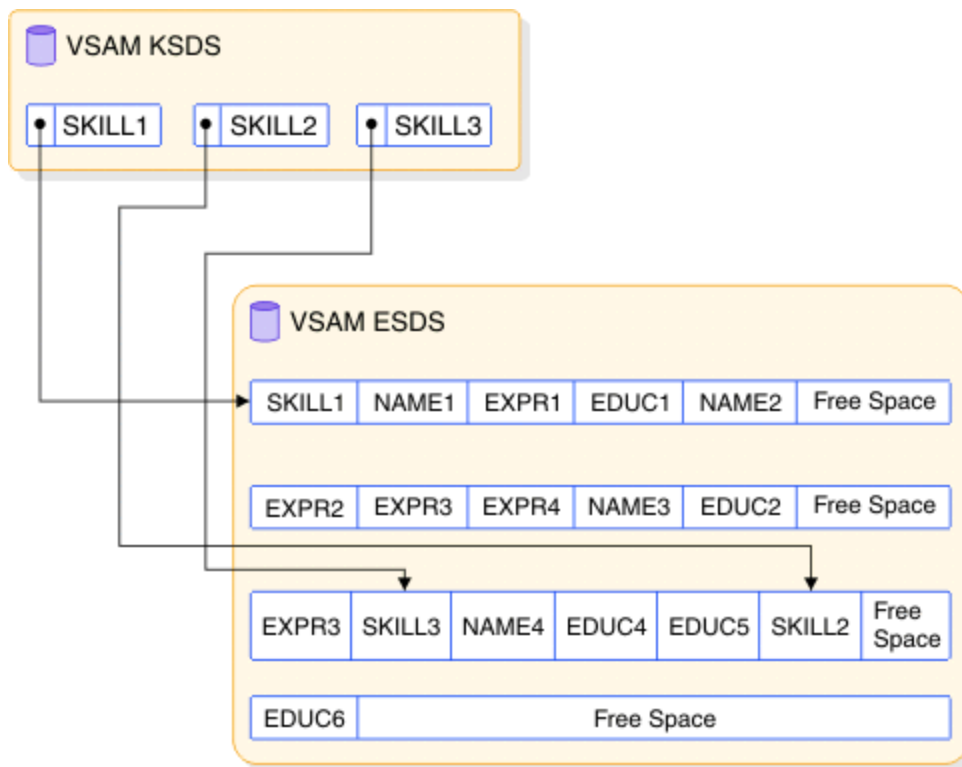 VSAM KSDS
SKILL1 SKILL2 SKILL3
VSAM ESDS
SKILL1 NAME1 EXPR1 EDUC1 NAME2 Free Space
EXPR2 EXPR3 EXPR4 NAME3 EDUC2 Free Space
EXPR3 SKILL3 NAME4 EDUC4 EDUC5 SKILL2 Free
Space
EDUC6 Free Space